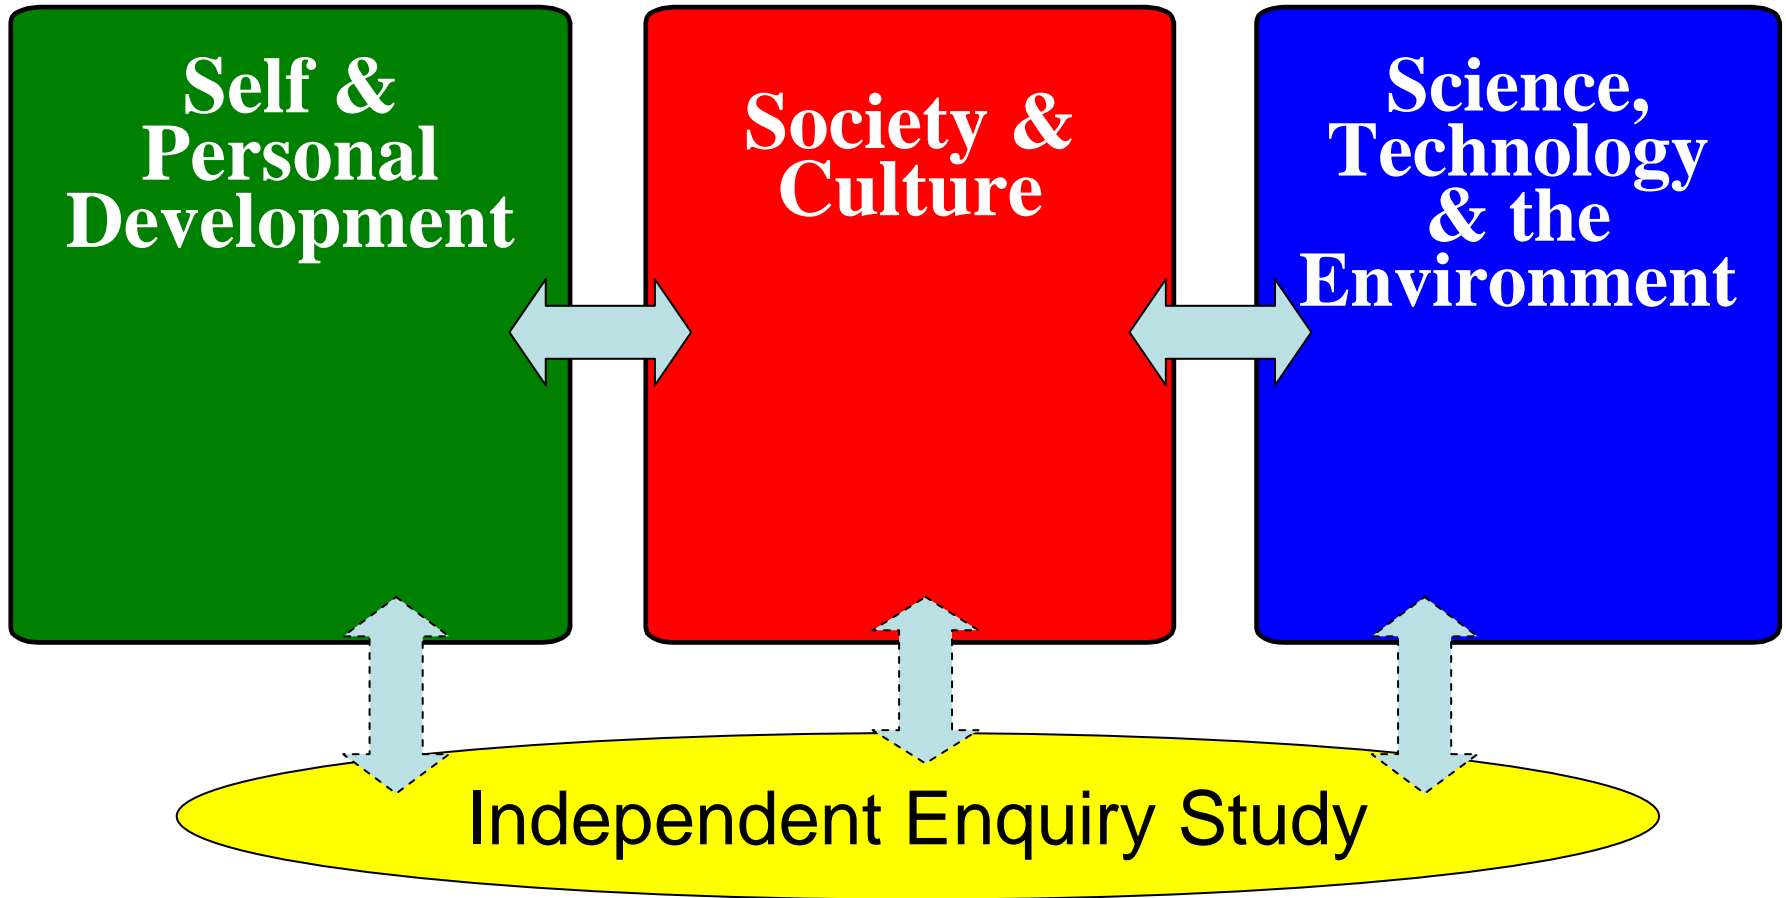 Self &
Personal
Development
Society &
Culture
Science,
Technology
& the
Environment
Independent Enquiry Study